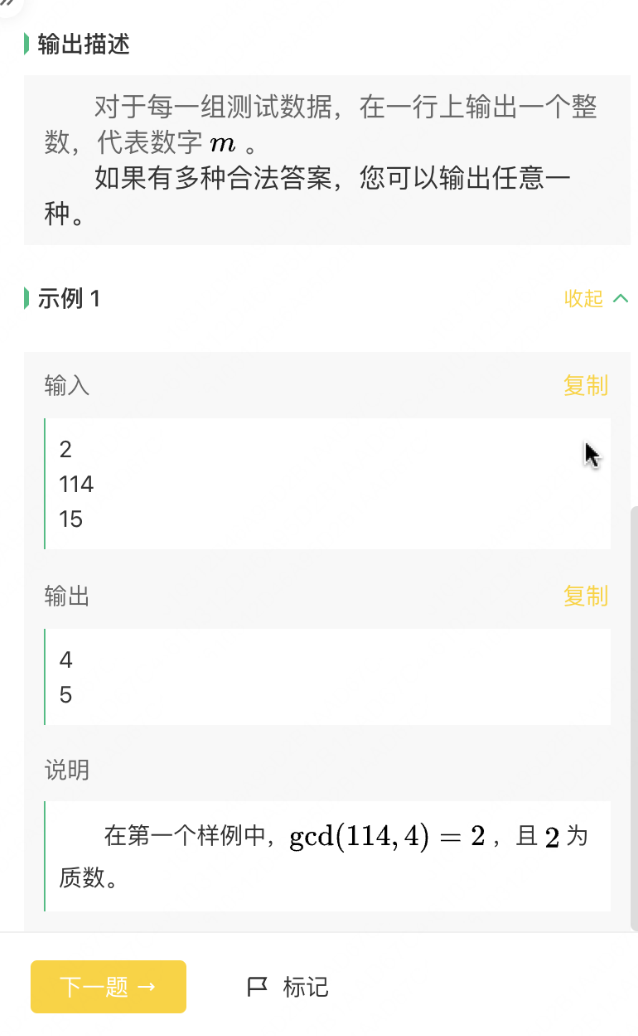 输出描述
对于每一组测试数据，在一行上输出一个整
数，代表数字 m 。
如果有多种合法答案，您可以输出任意一
种。
示例 1
收起
输入
复制
2
114
15
输出
复制
4
5
说明
在第一个样例中，gcd(114, 4) = 2 ，且 2 为
质数。
下一题 →
标记